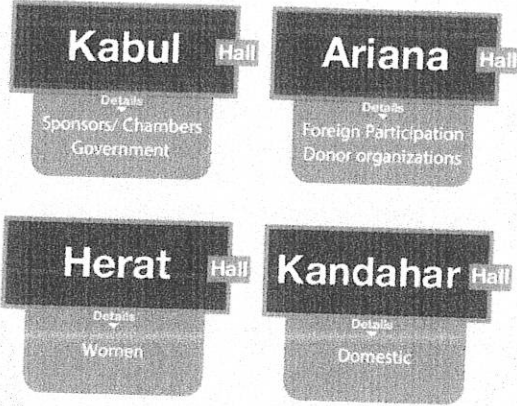 Kabul Hall
Details
Sponsors/ Chambers
Government
Ariana Hall
Details
Foreign Participation
Donor organizations
Herat Hall
Details
Women
Kandahar Hall
Details
Domestic